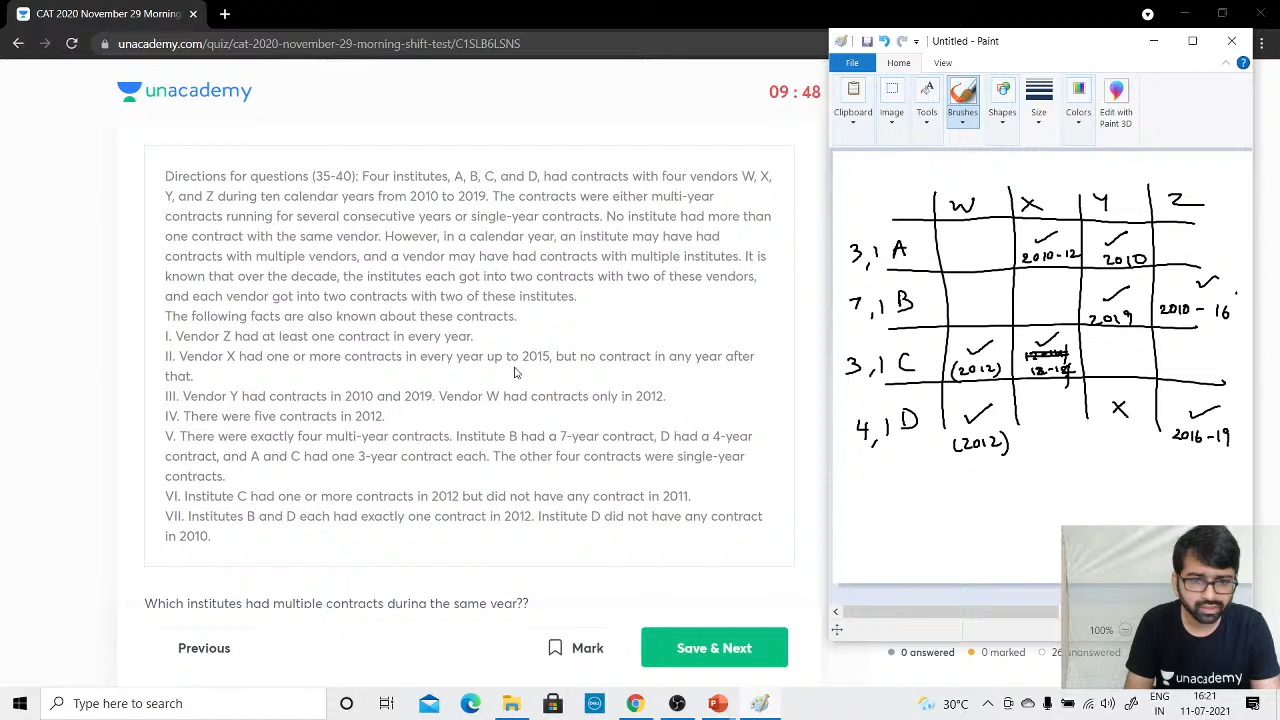 CAT 2020 November 29 Morning
unacademy.com/quiz/cat-2020-november-29-morning-shift-test/C1SLB6LSNS
unacademy
09 : 48
Directions for questions (35-40): Four institutes, A, B, C, and D, had contracts with four vendors W, X,
Y, and Z during ten calendar years from 2010 to 2019. The contracts were either multi-year
contracts running for several consecutive years or single-year contracts. No institute had more than
one contract with the same vendor. However, in a calendar year, an institute may have had
contracts with multiple vendors, and a vendor may have had contracts with multiple institutes. It is
known that over the decade, the institutes each got into two contracts with two of these vendors,
and each vendor got into two contracts with two of these institutes.
The following facts are also known about these contracts.
I. Vendor Z had at least one contract in every year.
II. Vendor X had one or more contracts in every year up to 2015, but no contract in any year after
that.
III. Vendor Y had contracts in 2010 and 2019. Vendor W had contracts only in 2012.
IV. There were five contracts in 2012.
V. There were exactly four multi-year contracts. Institute B had a 7-year contract, D had a 4-year
contract, and A and C had one 3-year contract each. The other four contracts were single-year
contracts.
VI. Institute C had one or more contracts in 2012 but did not have any contract in 2011.
VII. Institutes B and D each had exactly one contract in 2012. Institute D did not have any contract
in 2010.
Which institutes had multiple contracts during the same year??
Previous
Mark
Save & Next
Untitled - Paint
File
Home
View
Clipboard
Image
Tools
Brushes
Shapes
Size
Colors
Edit with
Paint 3D
W X Y Z
3,1 A 2010-12 2010
7,1 B 2019 2010-16
3,1 C (2012)
4,1 D X
(2012) 2016-19
100%
0 answered
0 marked
unacademy
Type here to search
30°C
ENG
IN
16:21
11-07-2021